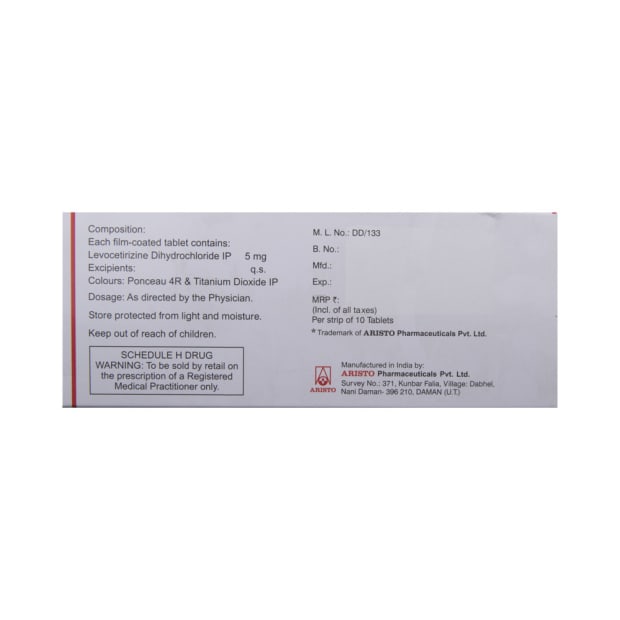 Composition:
Each film-coated tablet contains:
Levocetirizine Dihydrochloride IP 5 mg
Excipients: q.s.
Colours: Ponceau 4R & Titanium Dioxide IP
Dosage: As directed by the Physician.
Store protected from light and moisture.
Keep out of reach of children.
SCHEDULE H DRUG
WARNING: To be sold by retail on
the prescription of a Registered
Medical Practitioner only.
M. L. No.: DD/133
B. No.:
Mfd.:
Exp.:
MRP ₹:
(Incl. of all taxes)
Per strip of 10 Tablets
* Trademark of ARISTO Pharmaceuticals Pvt. Ltd.
ARISTO
Manufactured in India by:
ARISTO Pharmaceuticals Pvt. Ltd.
Survey No.: 371, Kunbar Falia, Village: Dabhel,
Nani Daman- 396 210, DAMAN (U.T.)